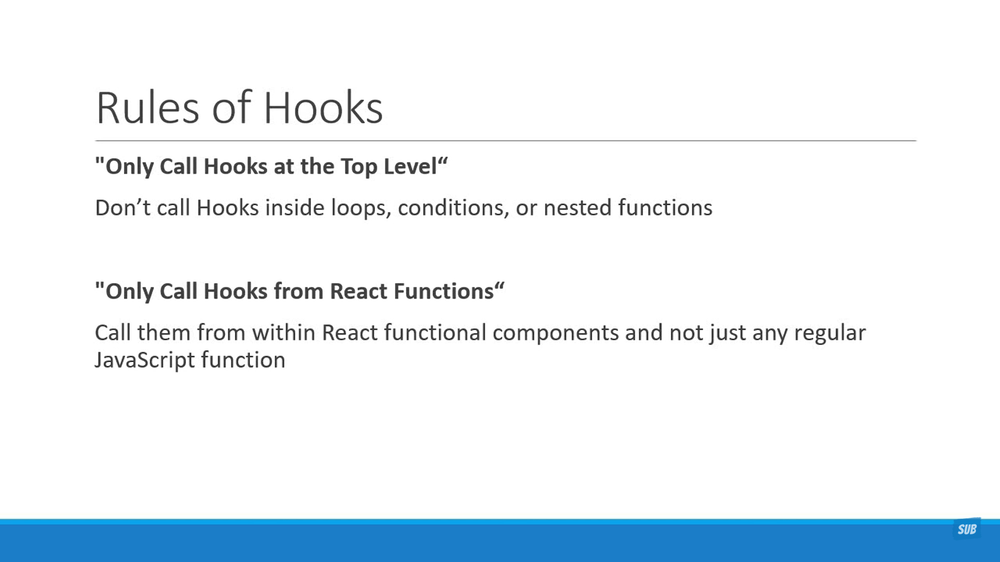 Rules of Hooks
"Only Call Hooks at the Top Level“
Don’t call Hooks inside loops, conditions, or nested functions
"Only Call Hooks from React Functions“
Call them from within React functional components and not just any regular
JavaScript function
SUB